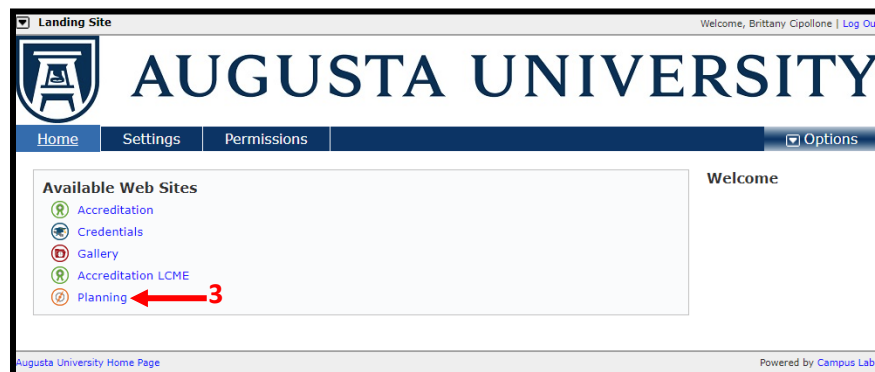 Landing Site Welcome, Brittany Cipollone | Log Ou
AUGUSTA UNIVERSITY
Home Settings Permissions Options
Available Web Sites
Welcome
Accreditation
Credentials
Gallery
Accreditation LCME
Planning 3
Augusta University Home Page Powered by Campus Lab